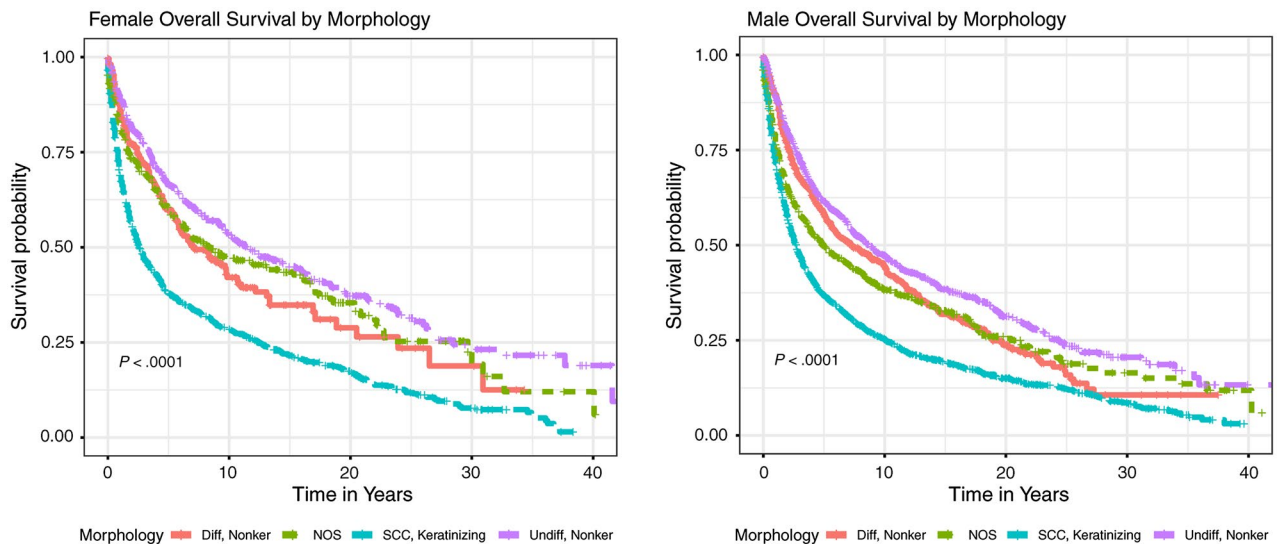 Female Overall Survival by Morphology
Survival probability
1.00
0.75
0.50
0.25
0.00
P < .0001
0 10 20 30 40
Time in Years
Morphology Diff, Nonker NOS SCC, Keratinizing Undiff, Nonker
Male Overall Survival by Morphology
Survival probability
1.00
0.75
0.50
0.25
0.00
P < .0001
0 10 20 30 40
Time in Years
Morphology Diff, Nonker NOS SCC, Keratinizing Undiff, Nonker